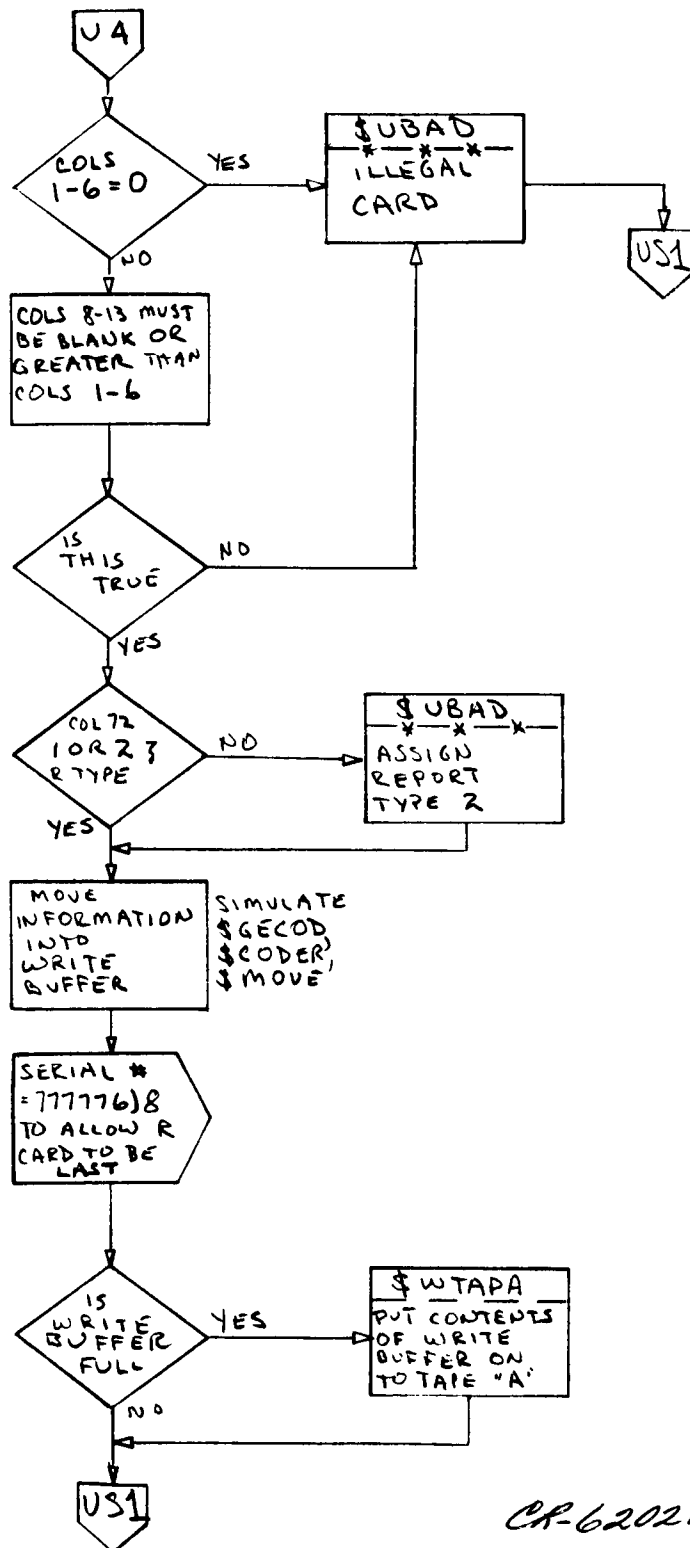 U4
COLS
1-6=0
YES
$UBAD
* * *
ILLEGAL
CARD
US1
NO
COLS 8-13 MUST
BE BLANK OR
GREATER THAN
COLS 1-6
IS
THIS
TRUE
NO
YES
COL 72
1 OR 2 }
R TYPE
NO
$UBAD
* * *
ASSIGN
REPORT
TYPE 2
YES
MOVE
INFORMATION
INTO
WRITE
BUFFER
SIMULATE
$GECOD,
$CODER,
$MOVE,
SERIAL #
=777776)8
TO ALLOW R
CARD TO BE
LAST
IS
WRITE
BUFFER
FULL
YES
$WTAPA
PUT CONTENTS
OF WRITE
BUFFER ON
TO TAPE "A"
NO
US1